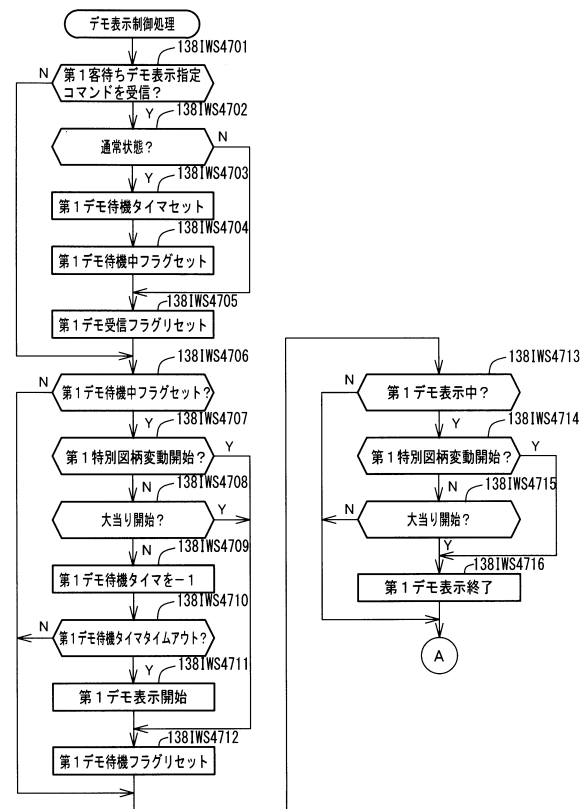 デモ表示制御処理
138IWS4701
N
第1客待ちデモ表示指定
コマンドを受信?
Y
138IWS4702
通常状態?
N
Y
138IWS4703
第1デモ待機タイマセット
138IWS4704
第1デモ待機中フラグセット
138IWS4705
第1デモ受信フラグリセット
138IWS4706
N
第1デモ待機中フラグセット?
Y
138IWS4707
第1特別図柄変動開始?
Y
N
138IWS4708
大当り開始?
Y
N
138IWS4709
第1デモ待機タイマを-1
138IWS4710
N
第1デモ待機タイマタイムアウト?
Y
138IWS4711
第1デモ表示開始
138IWS4712
第1デモ待機フラグリセット
138IWS4713
N
第1デモ表示中?
Y
138IWS4714
第1特別図柄変動開始?
Y
N
138IWS4715
N
大当り開始?
Y
138IWS4716
第1デモ表示終了
A